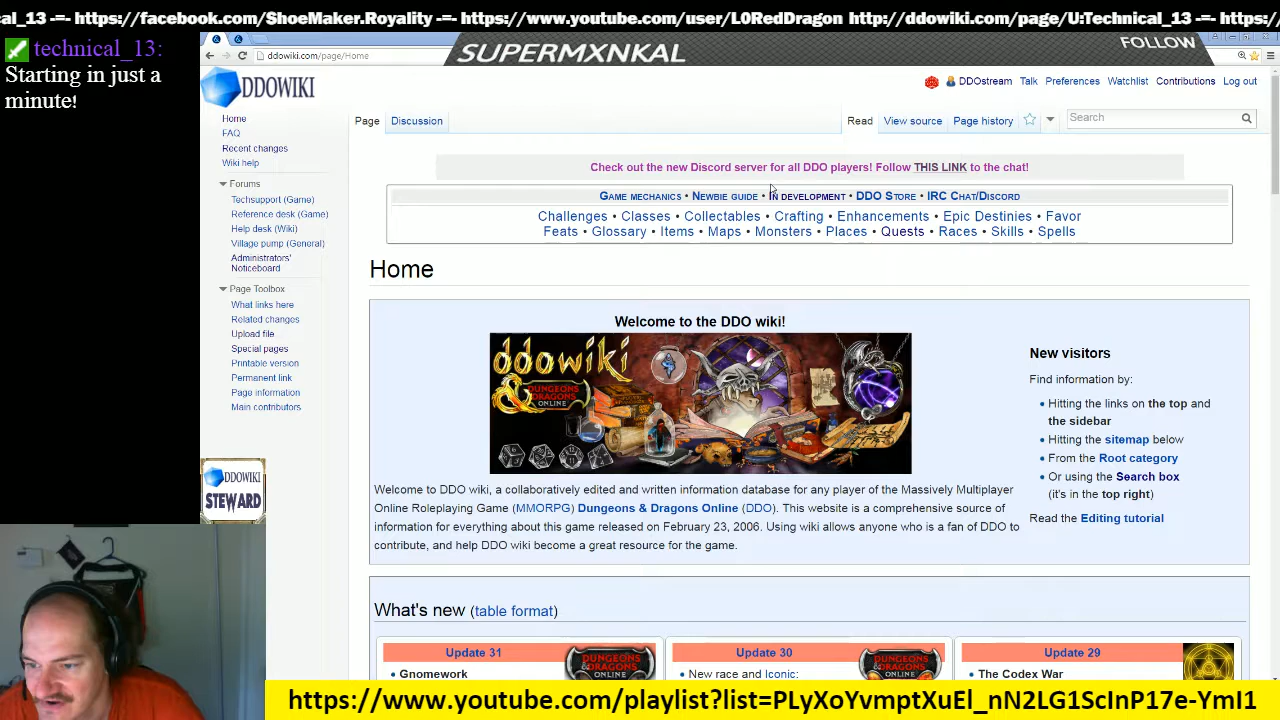 al_13 -=- https://facebook.com/ShoeMaker.Royality -=- https://www.youtube.com/user/L0RedDragon http://ddowiki.com/page/U:Technical_13 -=- https:/
technical_13:
Starting in just a
minute!
ddowiki.com/page/Home
SUPERMXNKAL
FOLLOW
DDOWIKI
DDOstream Talk Preferences Watchlist Contributions Log out
Page Discussion Read View source Page history Search
Home
FAQ
Recent changes
Wiki help
Forums
Techsupport (Game)
Reference desk (Game)
Help desk (Wiki)
Village pump (General)
Administrators'
Noticeboard
Page Toolbox
What links here
Related changes
Upload file
Special pages
Printable version
Permanent link
Page information
Main contributors
DDOWIKI
STEWARD
Check out the new Discord server for all DDO players! Follow THIS LINK to the chat!
Game mechanics • Newbie guide • In development • DDO Store • IRC Chat/Discord
Challenges • Classes • Collectables • Crafting • Enhancements • Epic Destinies • Favor
Feats • Glossary • Items • Maps • Monsters • Places • Quests • Races • Skills • Spells
Home
Welcome to the DDO wiki!
ddowiki
DUNGEONS
& DRAGONS
ONLINE
Welcome to DDO wiki, a collaboratively edited and written information database for any player of the Massively Multiplayer
Online Roleplaying Game (MMORPG) Dungeons & Dragons Online (DDO). This website is a comprehensive source of
information for everything about this game released on February 23, 2006. Using wiki allows anyone who is a fan of DDO to
contribute, and help DDO wiki become a great resource for the game.
New visitors
Find information by:
• Hitting the links on the top and
the sidebar
• Hitting the sitemap below
• From the Root category
• Or using the Search box
(it's in the top right)
Read the Editing tutorial
What's new (table format)
Update 31
• Gnomework
DUNGEONS
& DRAGONS
Update 30
• New race and Iconic:
DUNGEONS
& DRAGONS
Update 29
• The Codex War
https://www.youtube.com/playlist?list=PLyXoYvmptXuEl_nN2LG1ScInP17e-YmI1